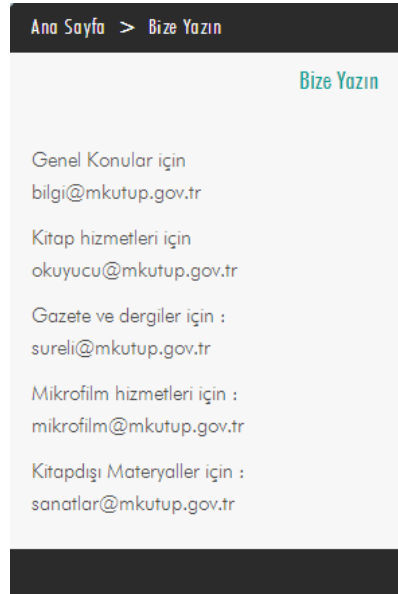 Ana Sayfa > Bize Yazın
Bize Yazın
Genel Konular için
bilgi@mkutup.gov.tr
Kitap hizmetleri için
okuyucu@mkutup.gov.tr
Gazete ve dergiler için :
sureli@mkutup.gov.tr
Mikrofilm hizmetleri için :
mikrofilm@mkutup.gov.tr
Kitapdışı Materyaller için :
sanatlar@mkutup.gov.tr